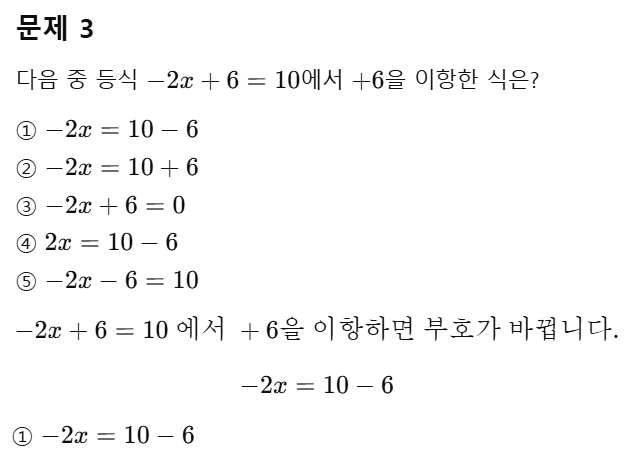 문제 3
다음 중 등식 −2x + 6 = 10에서 +6을 이항한 식은?
① −2x = 10 − 6
② −2x = 10 + 6
③ −2x + 6 = 0
④ 2x = 10 − 6
⑤ −2x − 6 = 10
−2x + 6 = 10 에서 + 6을 이항하면 부호가 바뀝니다.
−2x = 10 − 6
① −2x = 10 − 6